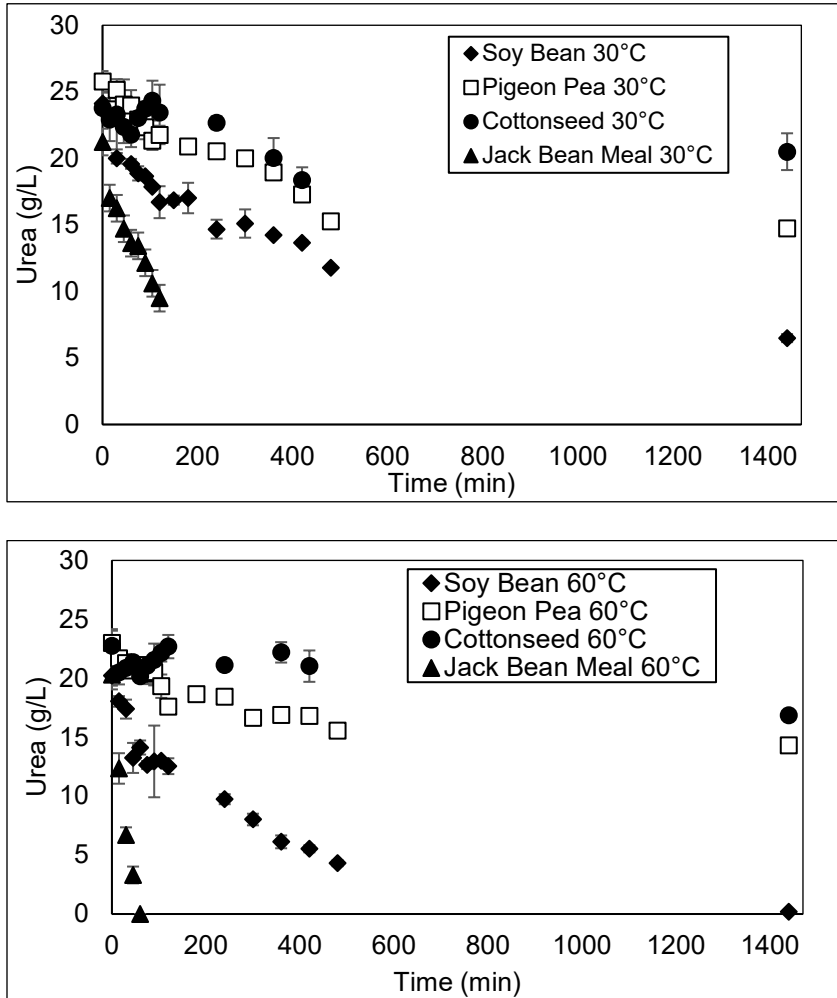 30
25
20
15
10
5
0
Urea (g/L)
◆ Soy Bean 30°C
□ Pigeon Pea 30°C
● Cottonseed 30°C
▲ Jack Bean Meal 30°C
0 200 400 600 800 1000 1200 1400
Time (min)
30
25
20
15
10
5
0
Urea (g/L)
◆ Soy Bean 60°C
□ Pigeon Pea 60°C
● Cottonseed 60°C
▲ Jack Bean Meal 60°C
0 200 400 600 800 1000 1200 1400
Time (min)